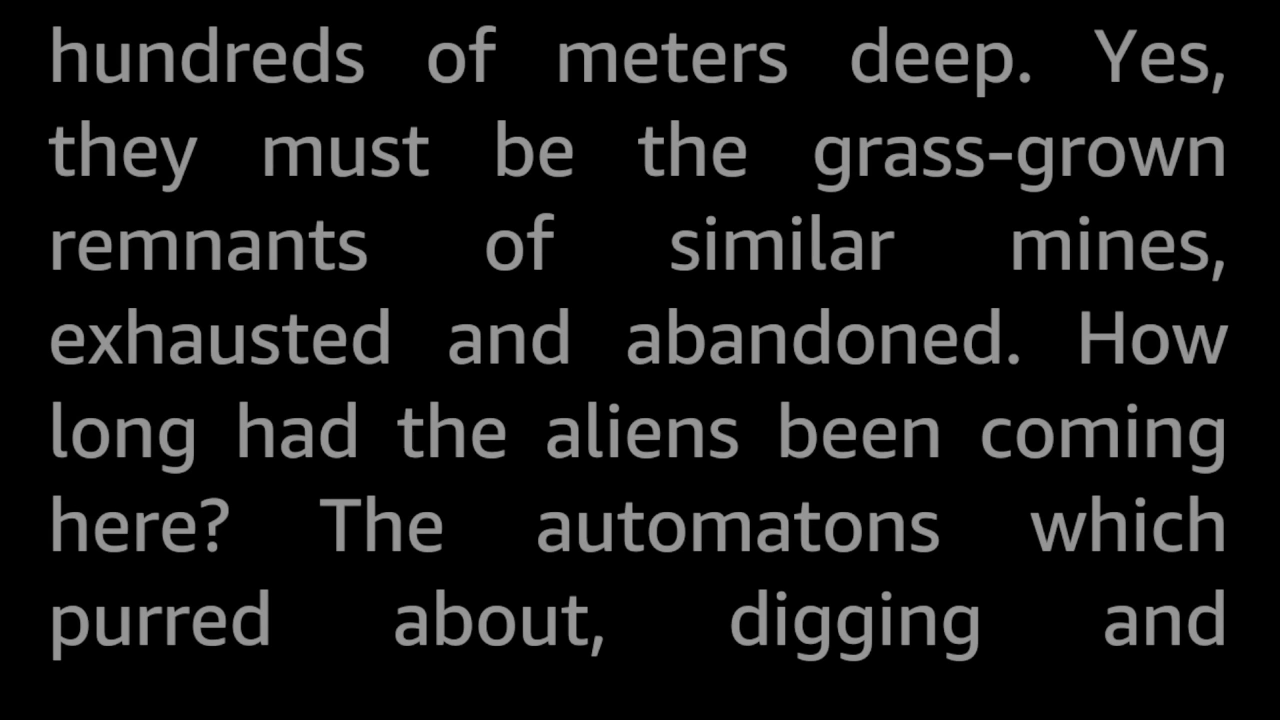 hundreds of meters deep. Yes,
they must be the grass-grown
remnants of similar mines,
exhausted and abandoned. How
long had the aliens been coming
here? The automatons which
purred about, digging and